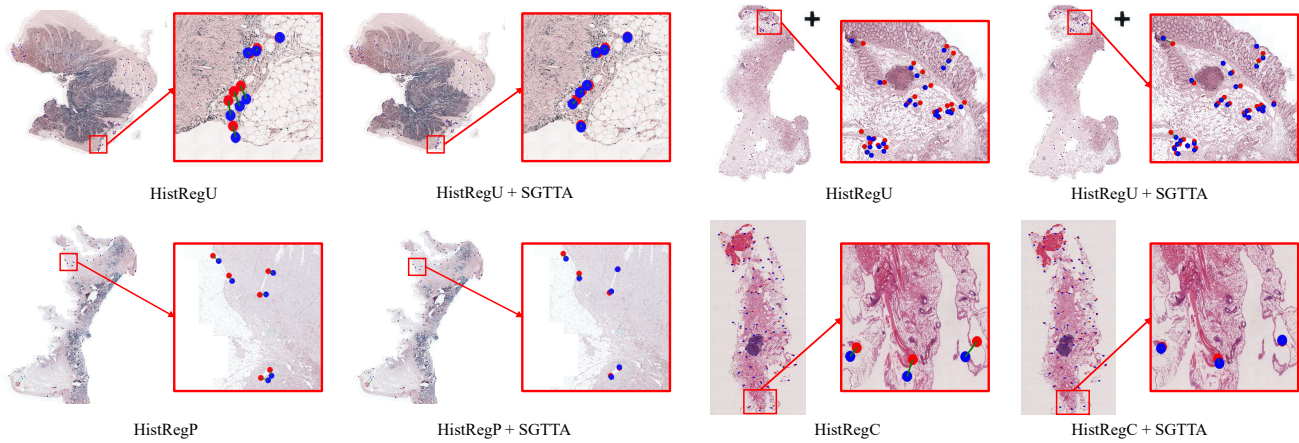 HistRegU
HistRegU + SGTTA
HistRegU
HistRegU + SGTTA
HistRegP
HistRegP + SGTTA
HistRegC
HistRegC + SGTTA